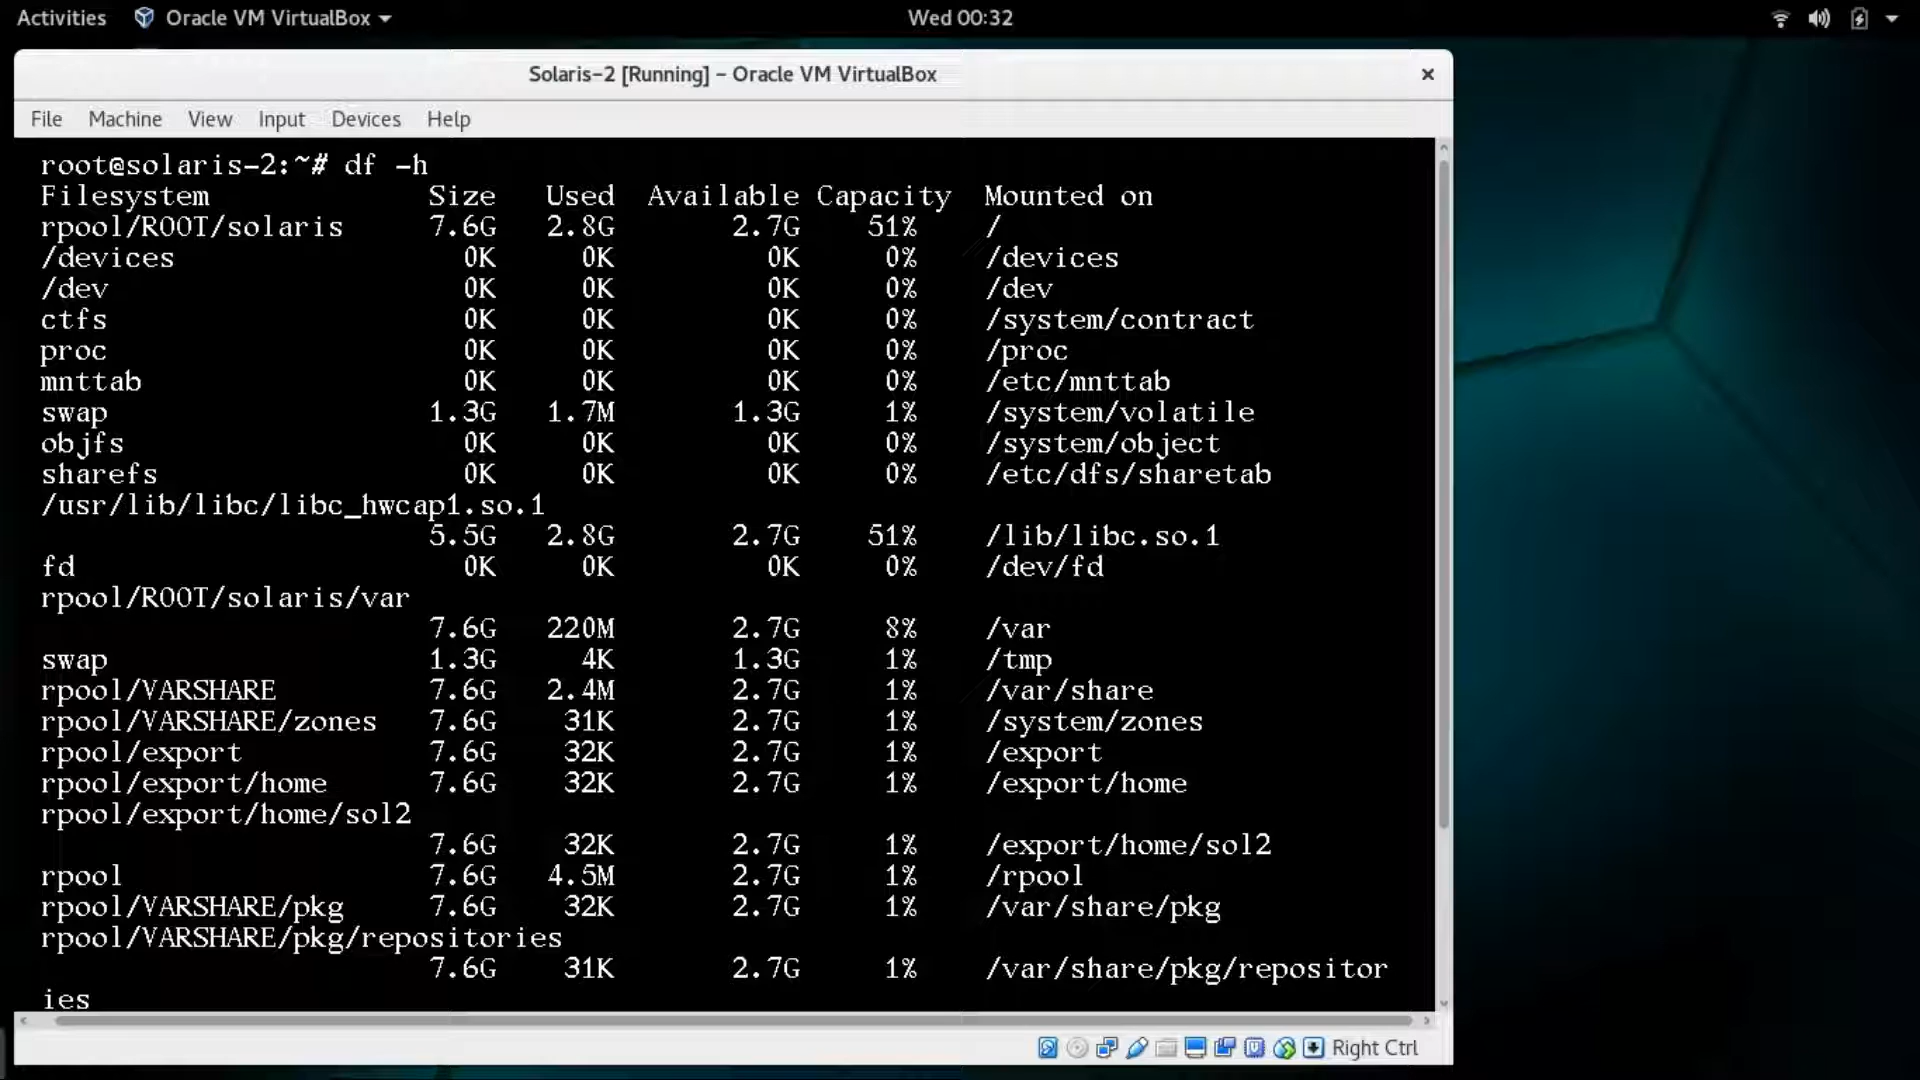 Activities Oracle VM VirtualBox Wed 00:32
Solaris-2 [Running] - Oracle VM VirtualBox
File Machine View Input Devices Help
root@solaris-2:~# df -h
Filesystem Size Used Available Capacity Mounted on
rpool/ROOT/solaris 7.6G 2.8G 2.7G 51% /
/devices 0K 0K 0K 0% /devices
/dev 0K 0K 0K 0% /dev
ctfs 0K 0K 0K 0% /system/contract
proc 0K 0K 0K 0% /proc
mnttab 0K 0K 0K 0% /etc/mnttab
swap 1.3G 1.7M 1.3G 1% /system/volatile
objfs 0K 0K 0K 0% /system/object
sharefs 0K 0K 0K 0% /etc/dfs/sharetab
/usr/lib/libc/libc_hwcap1.so.1
5.5G 2.8G 2.7G 51% /lib/libc.so.1
fd 0K 0K 0K 0% /dev/fd
rpool/ROOT/solaris/var
7.6G 220M 2.7G 8% /var
swap 1.3G 4K 1.3G 1% /tmp
rpool/VARSHARE 7.6G 2.4M 2.7G 1% /var/share
rpool/VARSHARE/zones 7.6G 31K 2.7G 1% /system/zones
rpool/export 7.6G 32K 2.7G 1% /export
rpool/export/home 7.6G 32K 2.7G 1% /export/home
rpool/export/home/sol2
7.6G 32K 2.7G 1% /export/home/sol2
rpool 7.6G 4.5M 2.7G 1% /rpool
rpool/VARSHARE/pkg 7.6G 32K 2.7G 1% /var/share/pkg
rpool/VARSHARE/pkg/repositories
7.6G 31K 2.7G 1% /var/share/pkg/repositor
ies
Right Ctrl